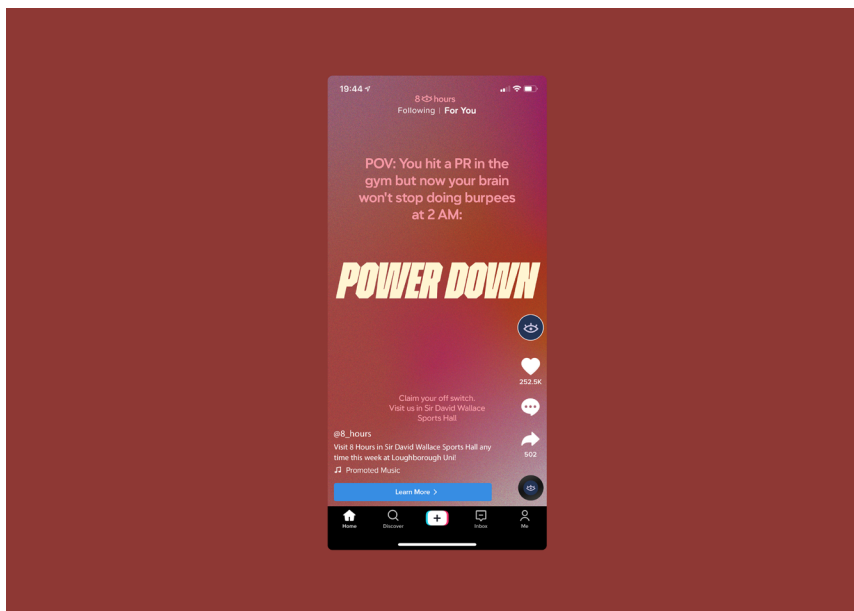 19:44
8 hours
Following | For You
POV: You hit a PR in the
gym but now your brain
won't stop doing burpees
at 2 AM:
POWER DOWN
252.5K
Claim your off switch.
Visit us in Sir David Wallace
Sports Hall
502
@8_hours
Visit 8 Hours in Sir David Wallace Sports Hall any
time this week at Loughborough Uni!
Promoted Music
Learn More >
Home
Discover
Inbox
Me